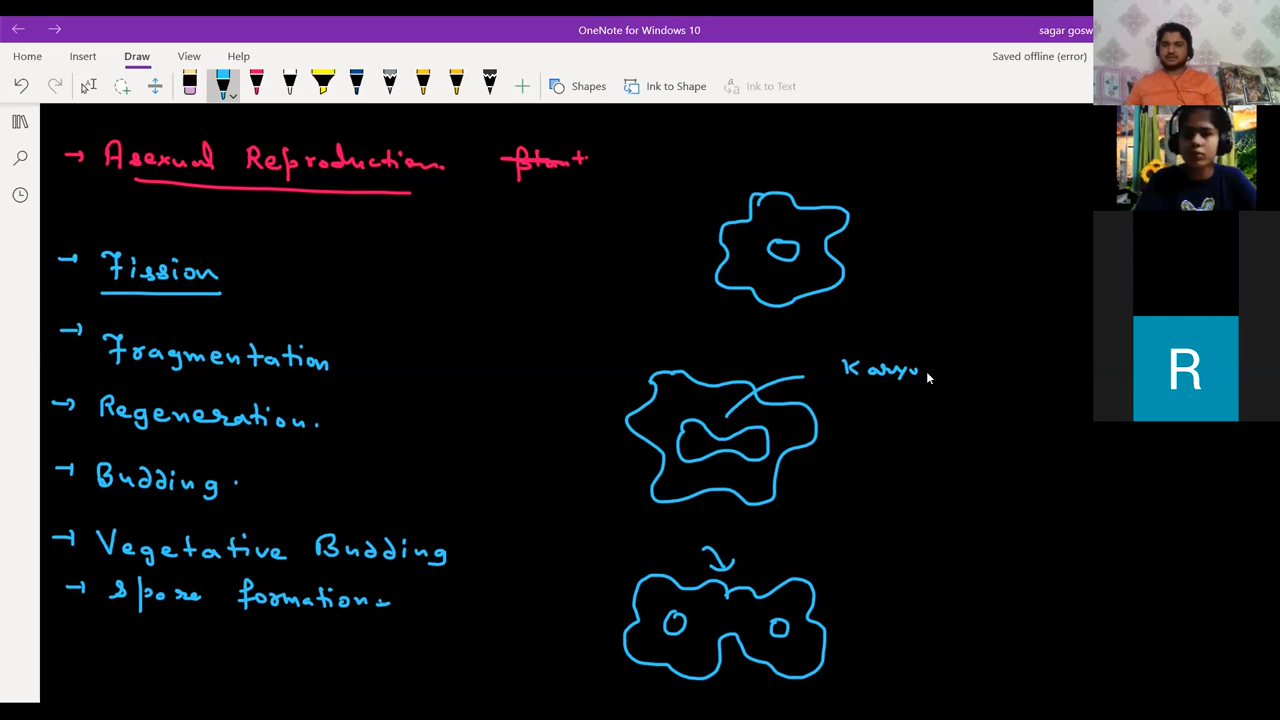 OneNote for Windows 10
sagar gosw
Home Insert Draw View Help
Saved offline (error)
Shapes Ink to Shape Ink to Text
→ Asexual Reproduction.
→ Fission
→ Fragmentation
→ Regeneration.
→ Budding.
→ Vegetative Budding
→ Spore formation
Karyo
R